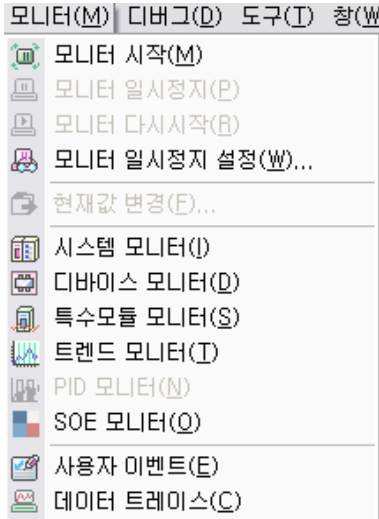 모니터(M) 디버그(D) 도구(T) 창(W
모니터 시작(M)
모니터 일시정지(P)
모니터 다시시작(R)
모니터 일시정지 설정(W)...
현재값 변경(F)...
시스템 모니터(I)
디바이스 모니터(D)
특수모듈 모니터(S)
트렌드 모니터(T)
PID 모니터(N)
SOE 모니터(O)
사용자 이벤트(E)
데이터 트레이스(C)